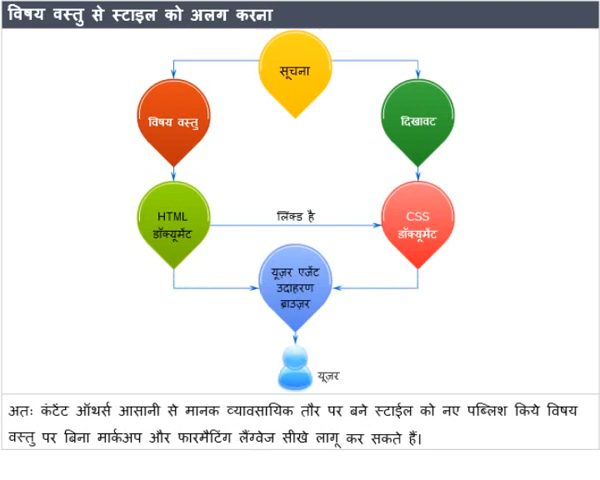 विषय वस्तु से स्टाइल को अलग करना
सूचना
विषय वस्तु
दिखावट
HTML
डॉक्यूमेंट
लिंक्ड है
CSS
डॉक्यूमेंट
यूज़र एजेंट
उदाहरण
ब्राउज़र
यूज़र
अतः कंटेंट ऑथर्स आसानी से मानक व्यावसायिक तौर पर बने स्टाईल को नए पब्लिश किये विषय
वस्तु पर बिना मार्कअप और फारमैटिंग लैंग्वेज सीखे लागू कर सकते हैं।